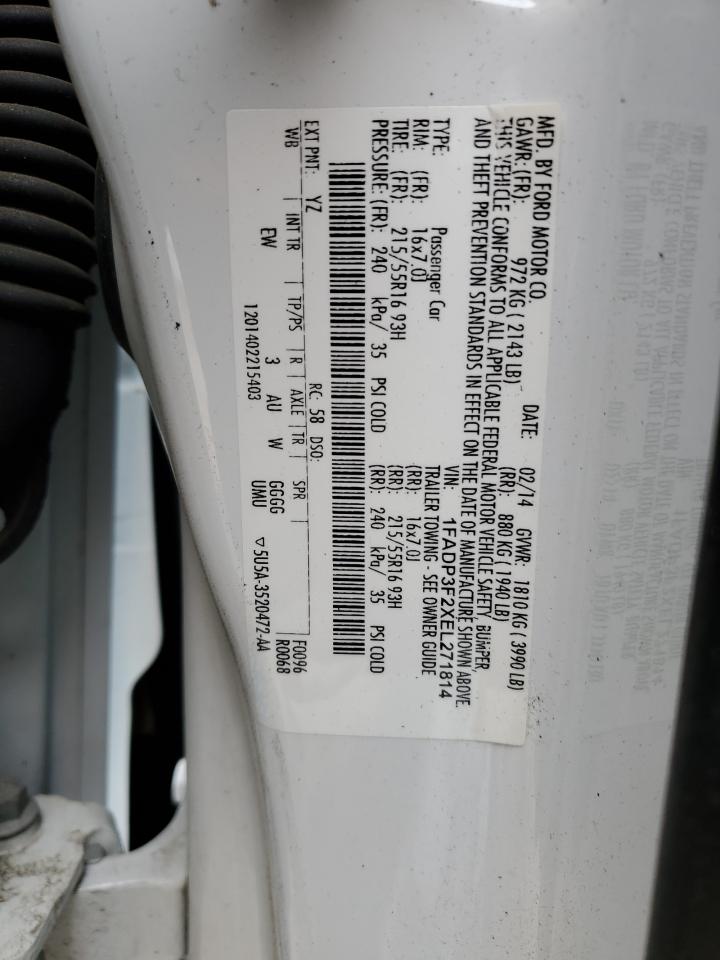 MFD. BY FORD MOTOR CO. DATE: 02/14 GVWR: 1810 KG ( 3990 LB)
GAWR: (FR): 972 KG ( 2143 LB) (RR): 880 KG ( 1940 LB)
THIS VEHICLE CONFORMS TO ALL APPLICABLE FEDERAL MOTOR VEHICLE SAFETY, BUMPER,
AND THEFT PREVENTION STANDARDS IN EFFECT ON THE DATE OF MANUFACTURE SHOWN ABOVE.
VIN: 1FADP3F2XEL271814
TYPE: Passenger Car TRAILER TOWING - SEE OWNER GUIDE
RIM: (FR): 16x7.0J (RR): 16x7.0J
TIRE: (FR): 215/55R16 93H (RR): 215/55R16 93H
PRESSURE: (FR): 240 kPa/ 35 PSI COLD (RR): 240 kPa/ 35 PSI COLD
EXT PNT: YZ RC: 58 DSO: F0096
WB INT TR TP/PS R AXLE TR SPR R0068
EW 3 AU W GGGG
UMU
1201402215403 ▽5U5A-3520472-AA